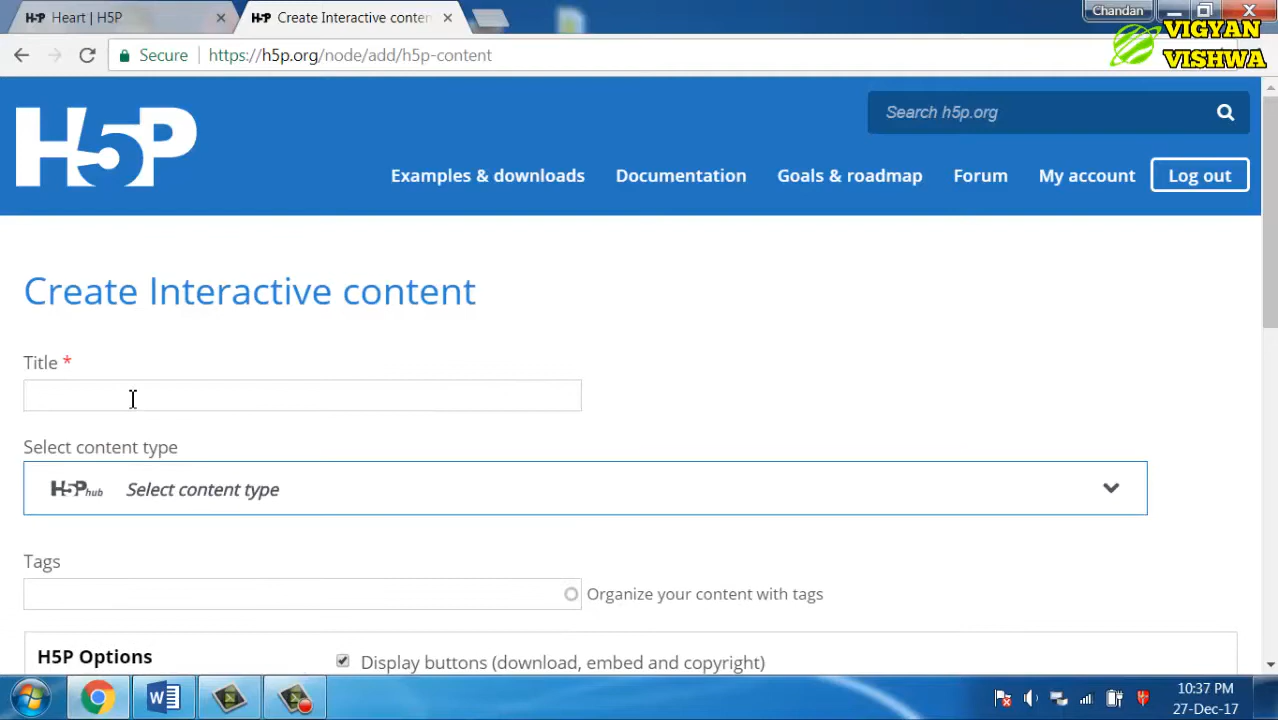 Heart | H5P
Create Interactive conten
Chandan
VIGYAN
VISHWA
Secure
https://h5p.org/node/add/h5p-content
H5P
Search h5p.org
Examples & downloads
Documentation
Goals & roadmap
Forum
My account
Log out
Create Interactive content
Title *
Select content type
H5Phub Select content type
Tags
Organize your content with tags
H5P Options
Display buttons (download, embed and copyright)
10:37 PM
27-Dec-17